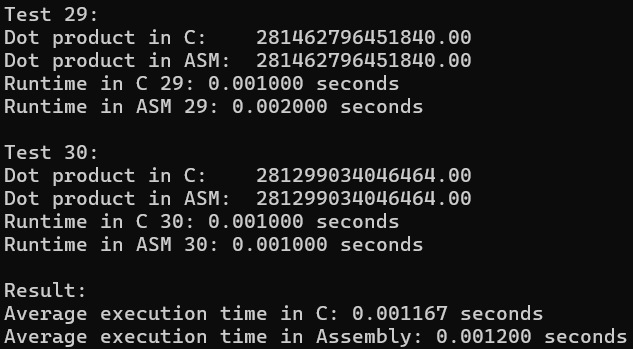 Test 29:
Dot product in C:    281462796451840.00
Dot product in ASM:  281462796451840.00
Runtime in C 29: 0.001000 seconds
Runtime in ASM 29: 0.002000 seconds

Test 30:
Dot product in C:    281299034046464.00
Dot product in ASM:  281299034046464.00
Runtime in C 30: 0.001000 seconds
Runtime in ASM 30: 0.001000 seconds

Result:
Average execution time in C: 0.001167 seconds
Average execution time in Assembly: 0.001200 seconds